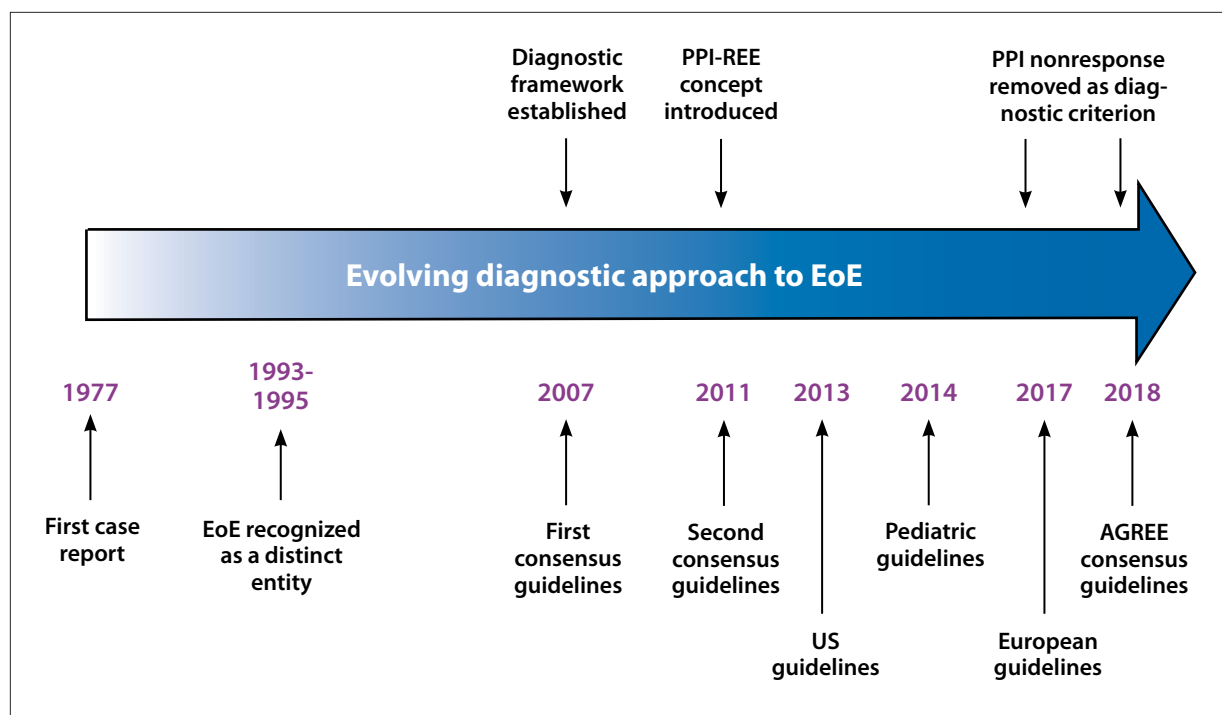 Diagnostic
framework
established
PPI-REE
concept
introduced
PPI nonresponse
removed as diag-
nostic criterion
Evolving diagnostic approach to EoE
1977
1993-
1995
2007
2011
2013
2014
2017
2018
First case
report
EoE recognized
as a distinct
entity
First
consensus
guidelines
Second
consensus
guidelines
US
guidelines
Pediatric
guidelines
European
guidelines
AGREE
consensus
guidelines